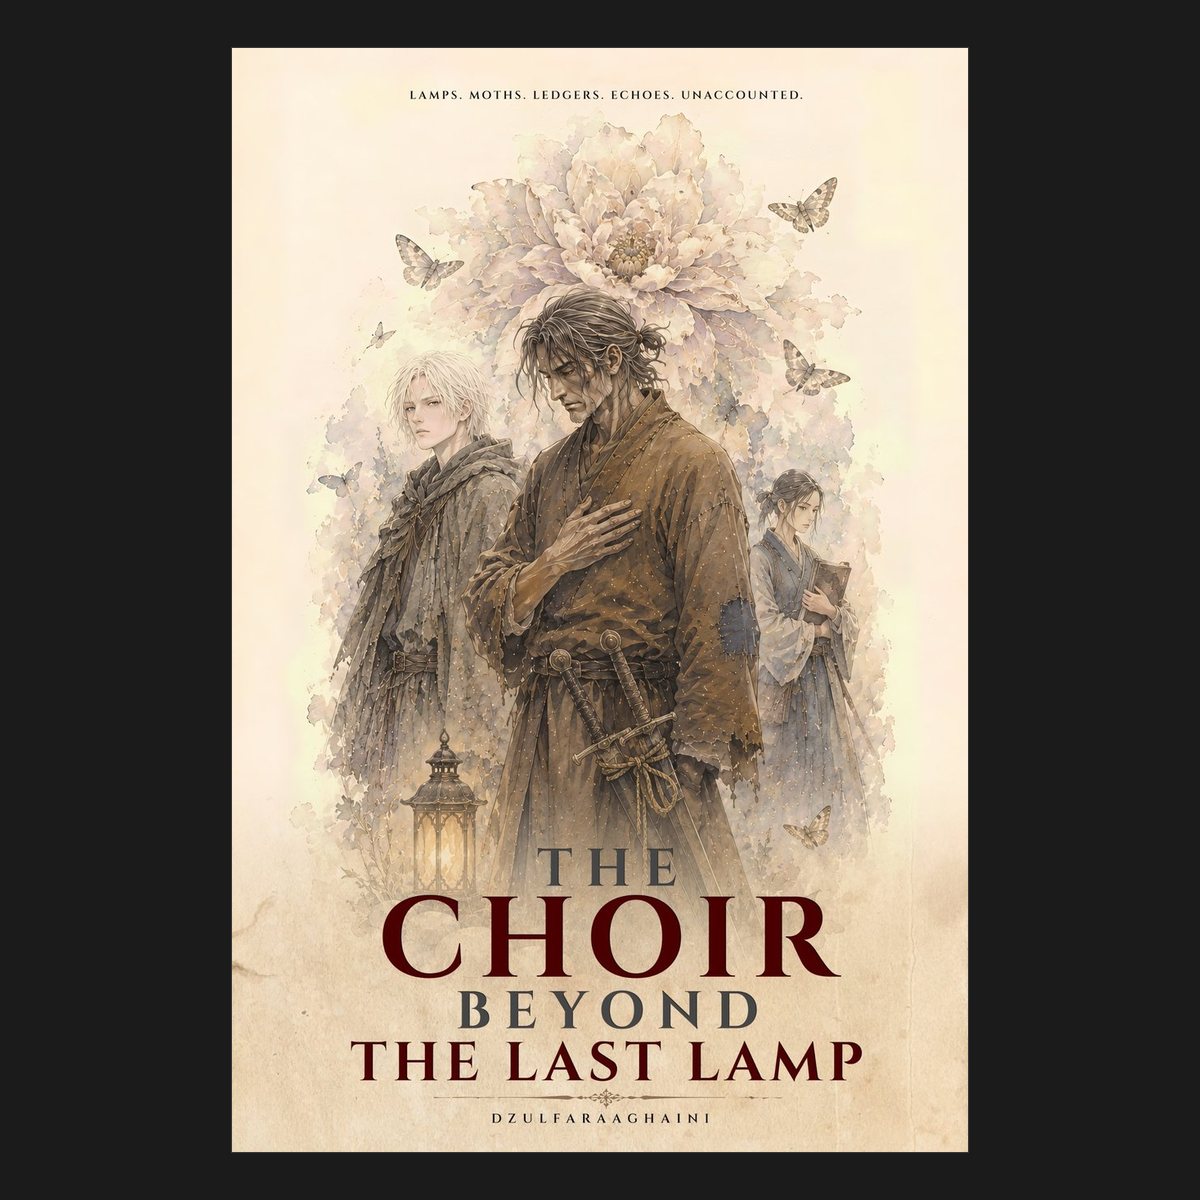 LAMPS. MOTHS. LEDGERS. ECHOES. UNACCOUNTED.
THE
CHOIR
BEYOND
THE LAST LAMP
DZULFARAAGHAINI